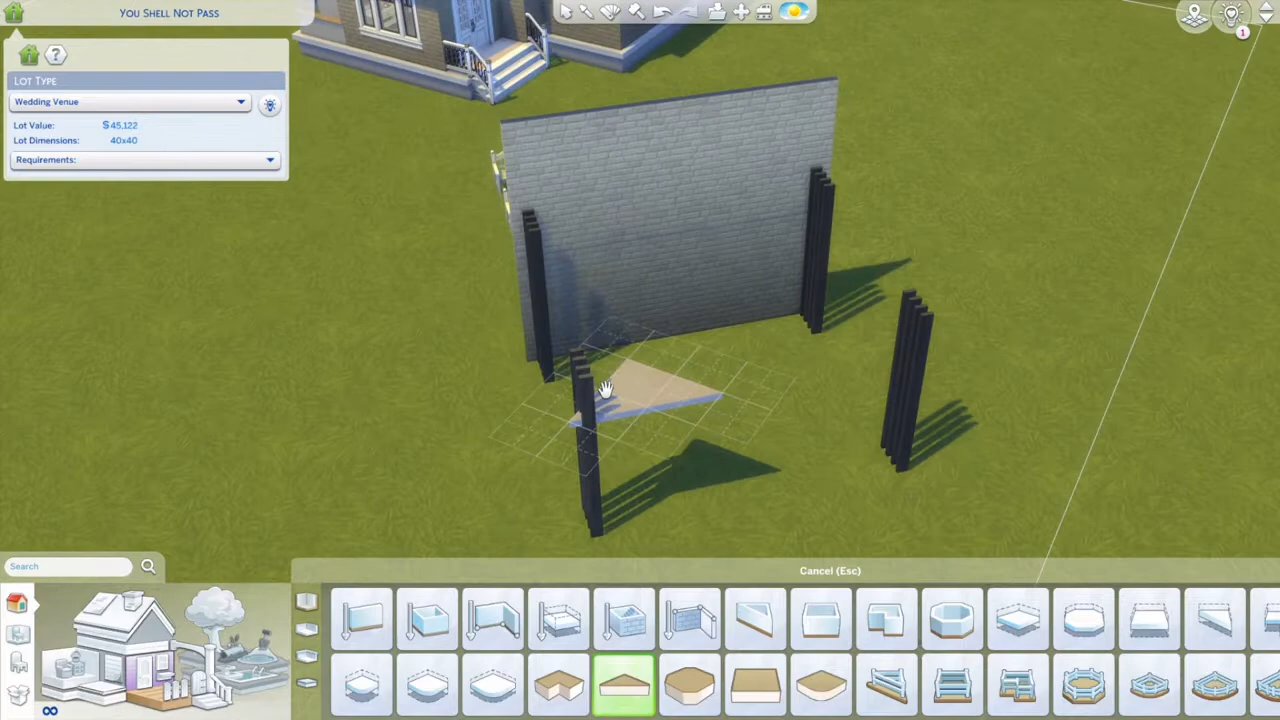 You Shell Not Pass
?
1
Lot Type
Wedding Venue
Lot Value: $45,122
Lot Dimensions: 40x40
Requirements:
Search
Cancel (Esc)